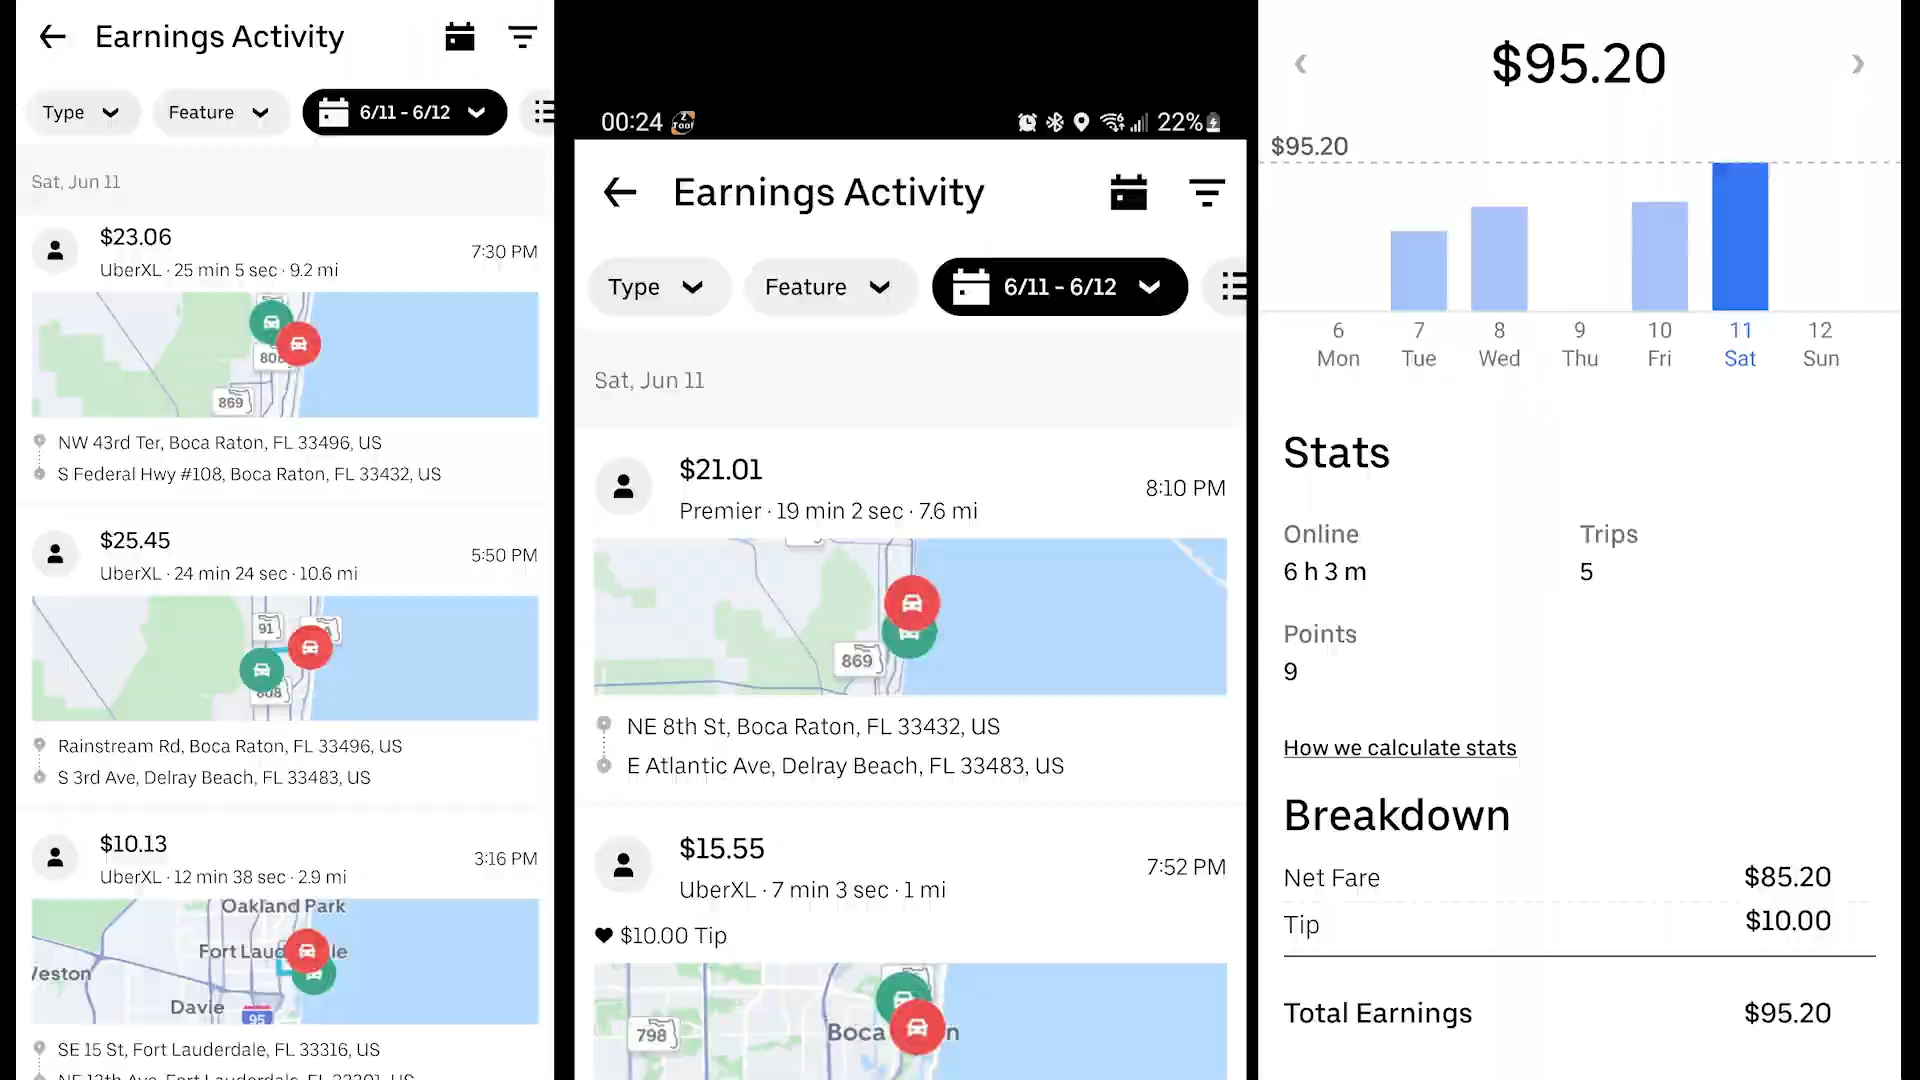 Earnings Activity
Type
Feature
6/11 - 6/12
Sat, Jun 11
$23.06
7:30 PM
UberXL · 25 min 5 sec · 9.2 mi
869
NW 43rd Ter, Boca Raton, FL 33496, US
S Federal Hwy #108, Boca Raton, FL 33432, US
$25.45
5:50 PM
UberXL · 24 min 24 sec · 10.6 mi
91
808
Rainstream Rd, Boca Raton, FL 33496, US
S 3rd Ave, Delray Beach, FL 33483, US
$10.13
3:16 PM
UberXL · 12 min 38 sec · 2.9 mi
Oakland Park
Davie
95
SE 15 St, Fort Lauderdale, FL 33316, US
00:24
22%
Earnings Activity
Type
Feature
6/11 - 6/12
Sat, Jun 11
$21.01
8:10 PM
Premier · 19 min 2 sec · 7.6 mi
869
NE 8th St, Boca Raton, FL 33432, US
E Atlantic Ave, Delray Beach, FL 33483, US
$15.55
7:52 PM
UberXL · 7 min 3 sec · 1 mi
$10.00 Tip
798
Boca
$95.20
$95.20
6 7 8 9 10 11 12
Mon Tue Wed Thu Fri Sat Sun
Stats
Online Trips
6 h 3 m 5
Points
9
How we calculate stats
Breakdown
Net Fare $85.20
Tip $10.00
Total Earnings $95.20